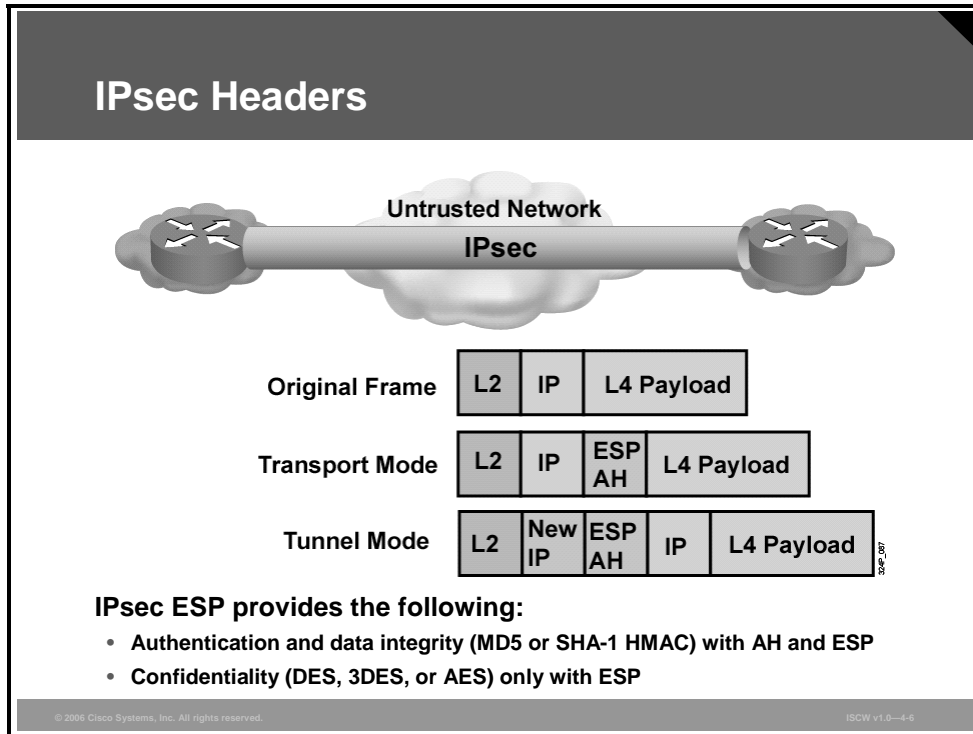 IPsec Headers
Untrusted Network
IPsec
Original Frame L2 IP L4 Payload
Transport Mode L2 IP ESP AH L4 Payload
Tunnel Mode L2 New IP ESP AH IP L4 Payload
324P_087
IPsec ESP provides the following:
• Authentication and data integrity (MD5 or SHA-1 HMAC) with AH and ESP
• Confidentiality (DES, 3DES, or AES) only with ESP
© 2006 Cisco Systems, Inc. All rights reserved. ISCW v1.0—4-6